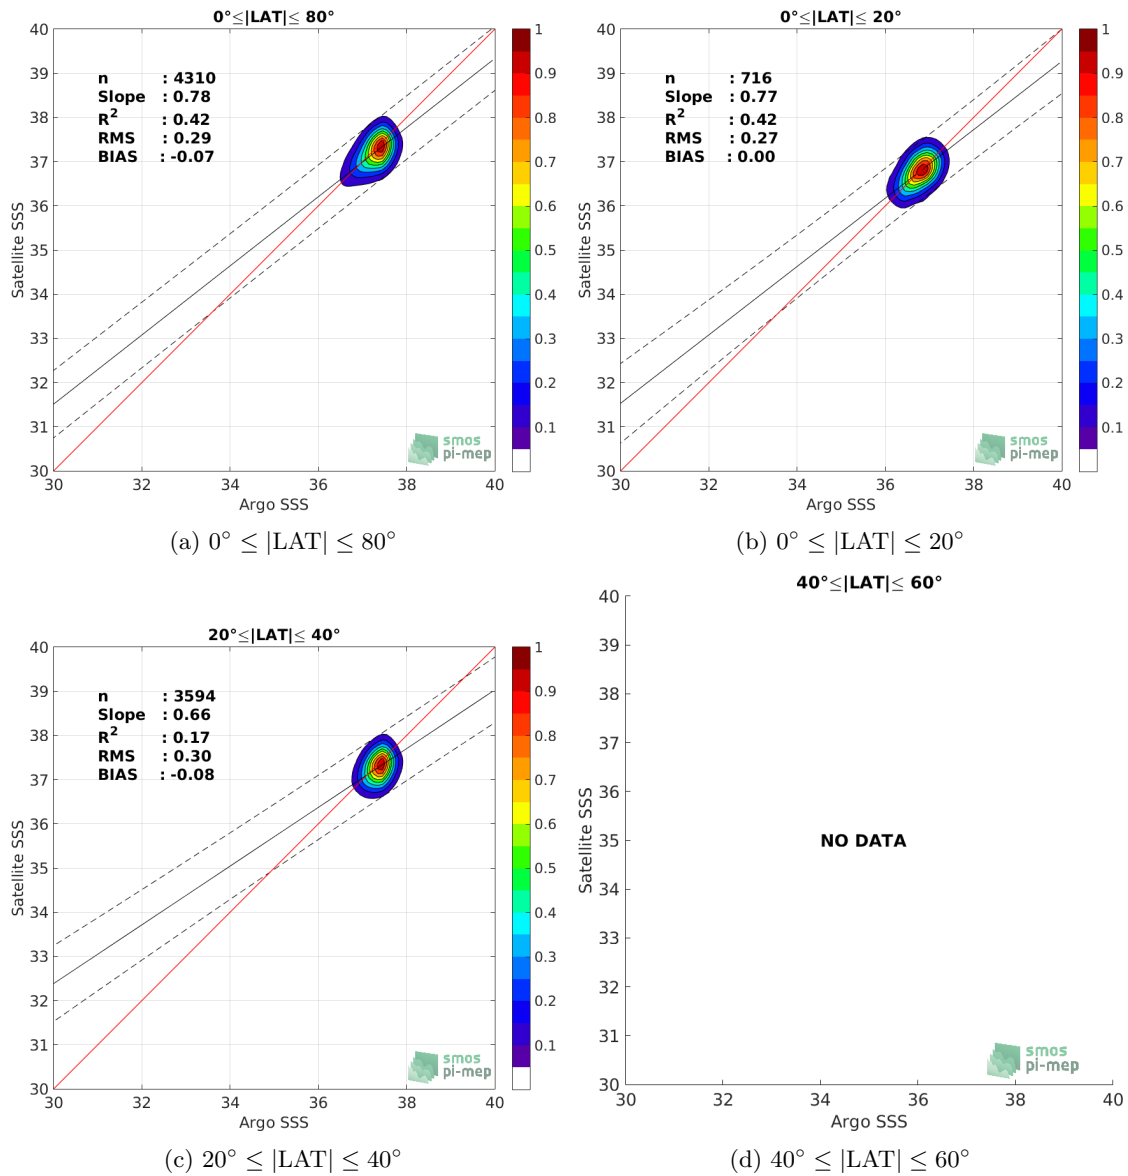 0°≤|LAT|≤ 80°
40
39
38
37
36
35
34
33
32
31
30
Satellite SSS
n : 4310
Slope : 0.78
R² : 0.42
RMS : 0.29
BIAS : -0.07
smos
pi-mep
30 32 34 36 38 40
Argo SSS
1
0.9
0.8
0.7
0.6
0.5
0.4
0.3
0.2
0.1
(a) 0° ≤ |LAT| ≤ 80°
0°≤|LAT|≤ 20°
40
39
38
37
36
35
34
33
32
31
30
Satellite SSS
n : 716
Slope : 0.77
R² : 0.42
RMS : 0.27
BIAS : 0.00
smos
pi-mep
30 32 34 36 38 40
Argo SSS
1
0.9
0.8
0.7
0.6
0.5
0.4
0.3
0.2
0.1
(b) 0° ≤ |LAT| ≤ 20°
20°≤|LAT|≤ 40°
40
39
38
37
36
35
34
33
32
31
30
Satellite SSS
n : 3594
Slope : 0.66
R² : 0.17
RMS : 0.30
BIAS : -0.08
smos
pi-mep
30 32 34 36 38 40
Argo SSS
1
0.9
0.8
0.7
0.6
0.5
0.4
0.3
0.2
0.1
(c) 20° ≤ |LAT| ≤ 40°
40°≤|LAT|≤ 60°
40
39
38
37
36
35
34
33
32
31
30
Satellite SSS
NO DATA
smos
pi-mep
30 32 34 36 38 40
Argo SSS
(d) 40° ≤ |LAT| ≤ 60°